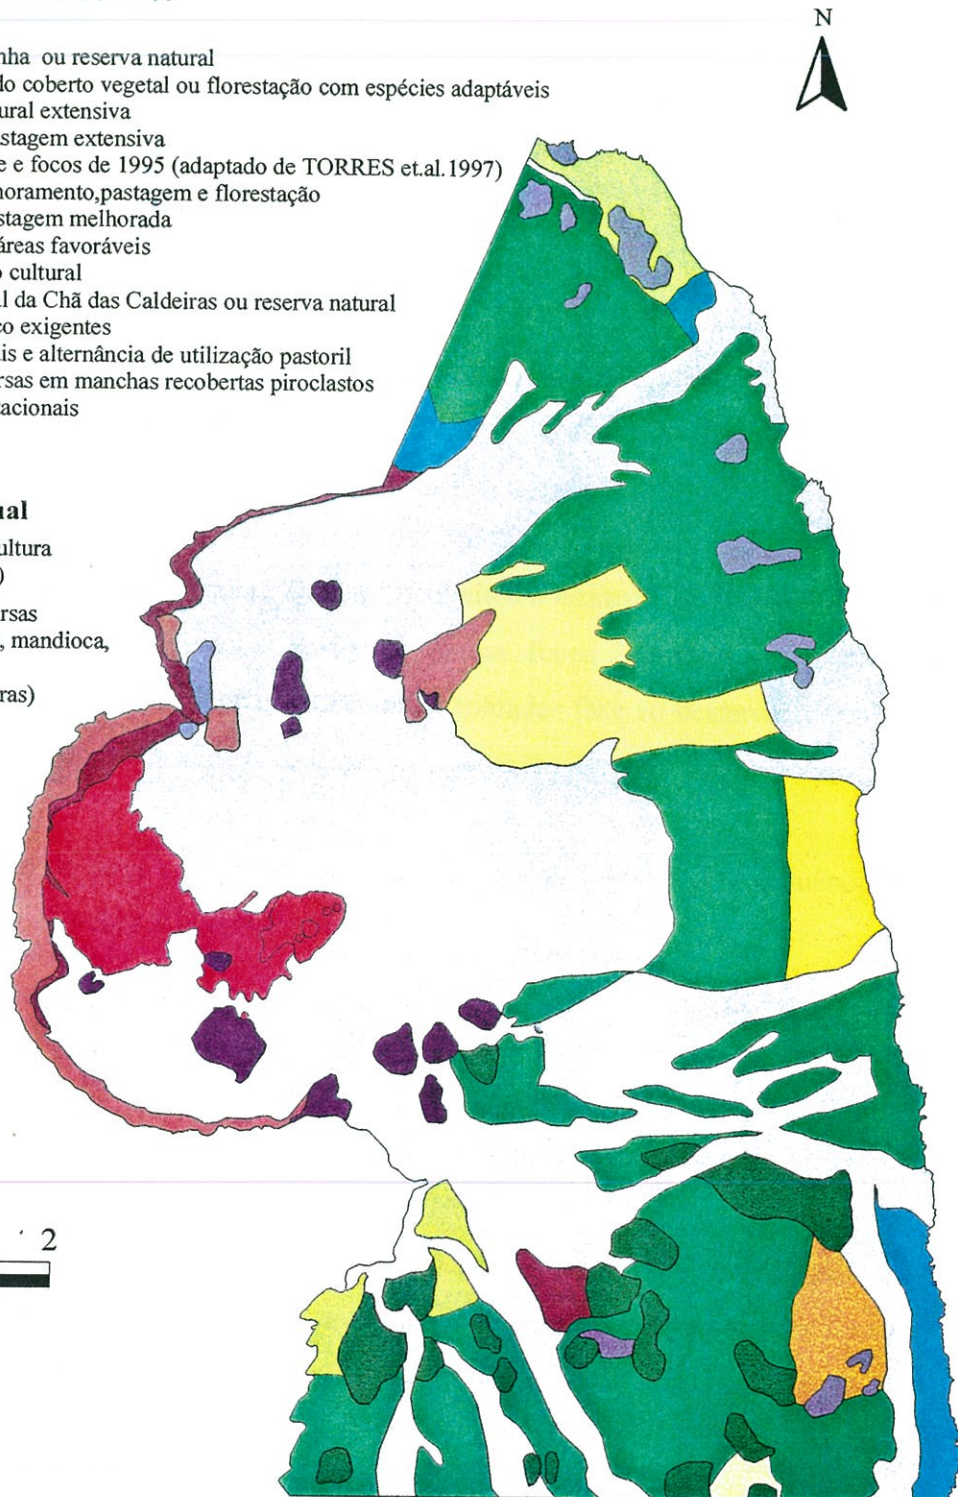 N
nha ou reserva natural
do coberto vegetal ou florestação com espécies adaptáveis
ural extensiva
stagem extensiva
e e focos de 1995 (adaptado de TORRES et.al.1997)
noramento,pastagem e florestação
stagem melhorada
áreas favoráveis
o cultural
al da Chã das Caldeiras ou reserva natural
co exigentes
is e alternância de utilização pastoril
rsas em manchas recobertas piroclastos
tacionais
ual
ultura
)
rsas
, mandioca,
ras)
2